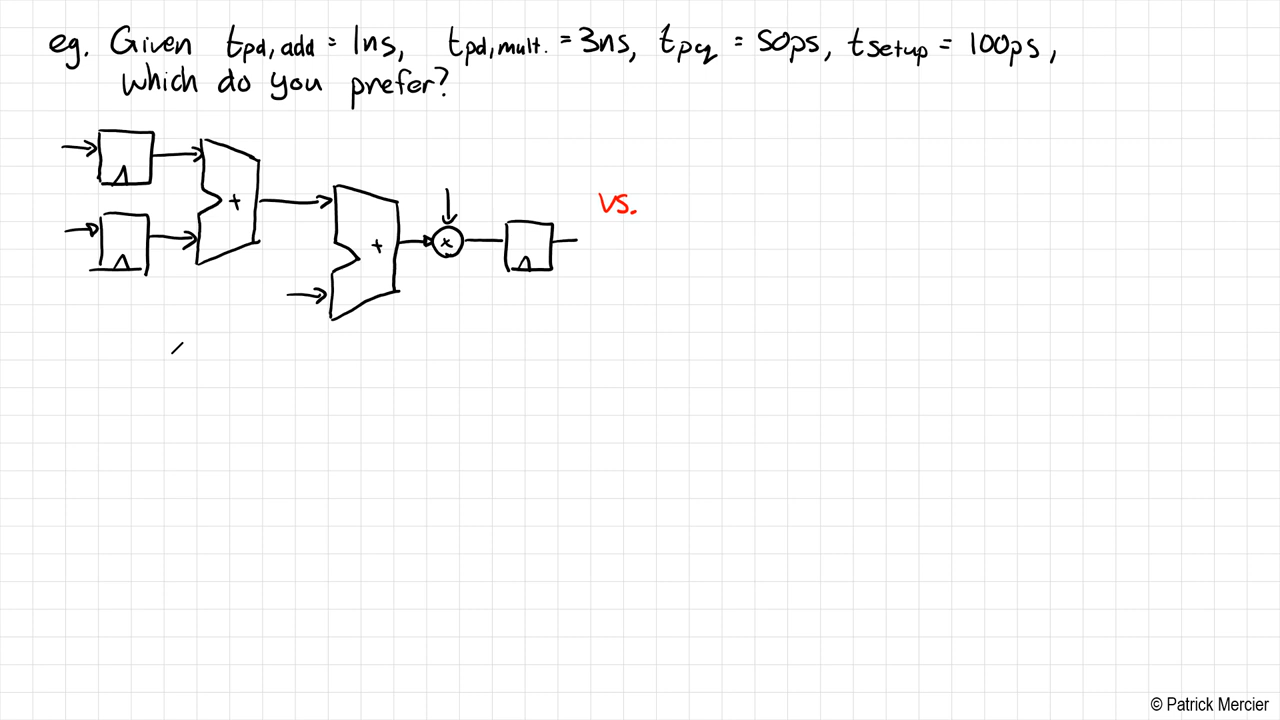 eg. Given tpd,add = 1ns, tpd,mult. = 3ns, tpcq = 50ps, tsetup = 100ps,
which do you prefer?
+
vs.
+
x
© Patrick Mercier